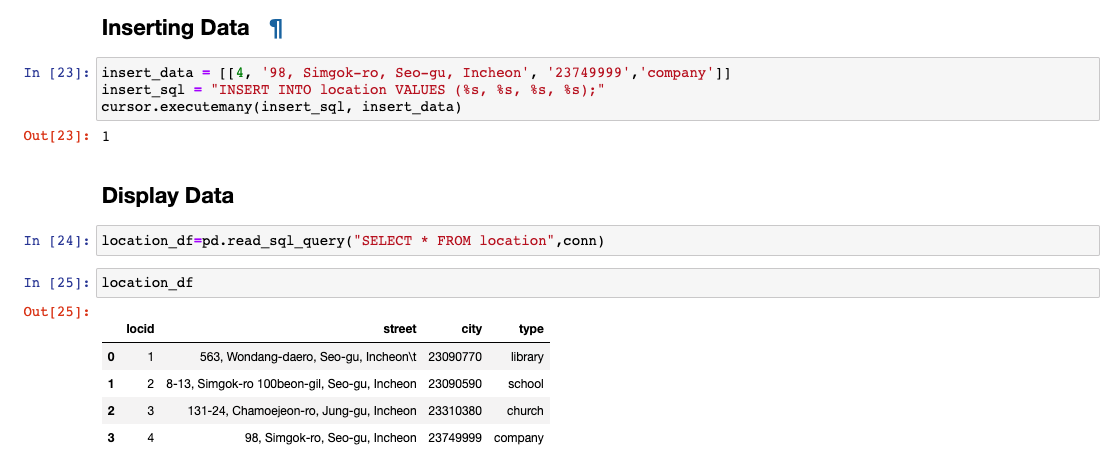 Inserting Data ¶
In [23]: insert_data = [[4, '98, Simgok-ro, Seo-gu, Incheon', '23749999','company']]
insert_sql = "INSERT INTO location VALUES (%s, %s, %s, %s);"
cursor.executemany(insert_sql, insert_data)
Out[23]: 1
Display Data
In [24]: location_df=pd.read_sql_query("SELECT * FROM location",conn)
In [25]: location_df
Out[25]:
locid street city type
0 1 563, Wondang-daero, Seo-gu, Incheon\t 23090770 library
1 2 8-13, Simgok-ro 100beon-gil, Seo-gu, Incheon 23090590 school
2 3 131-24, Chamoejeon-ro, Jung-gu, Incheon 23310380 church
3 4 98, Simgok-ro, Seo-gu, Incheon 23749999 company